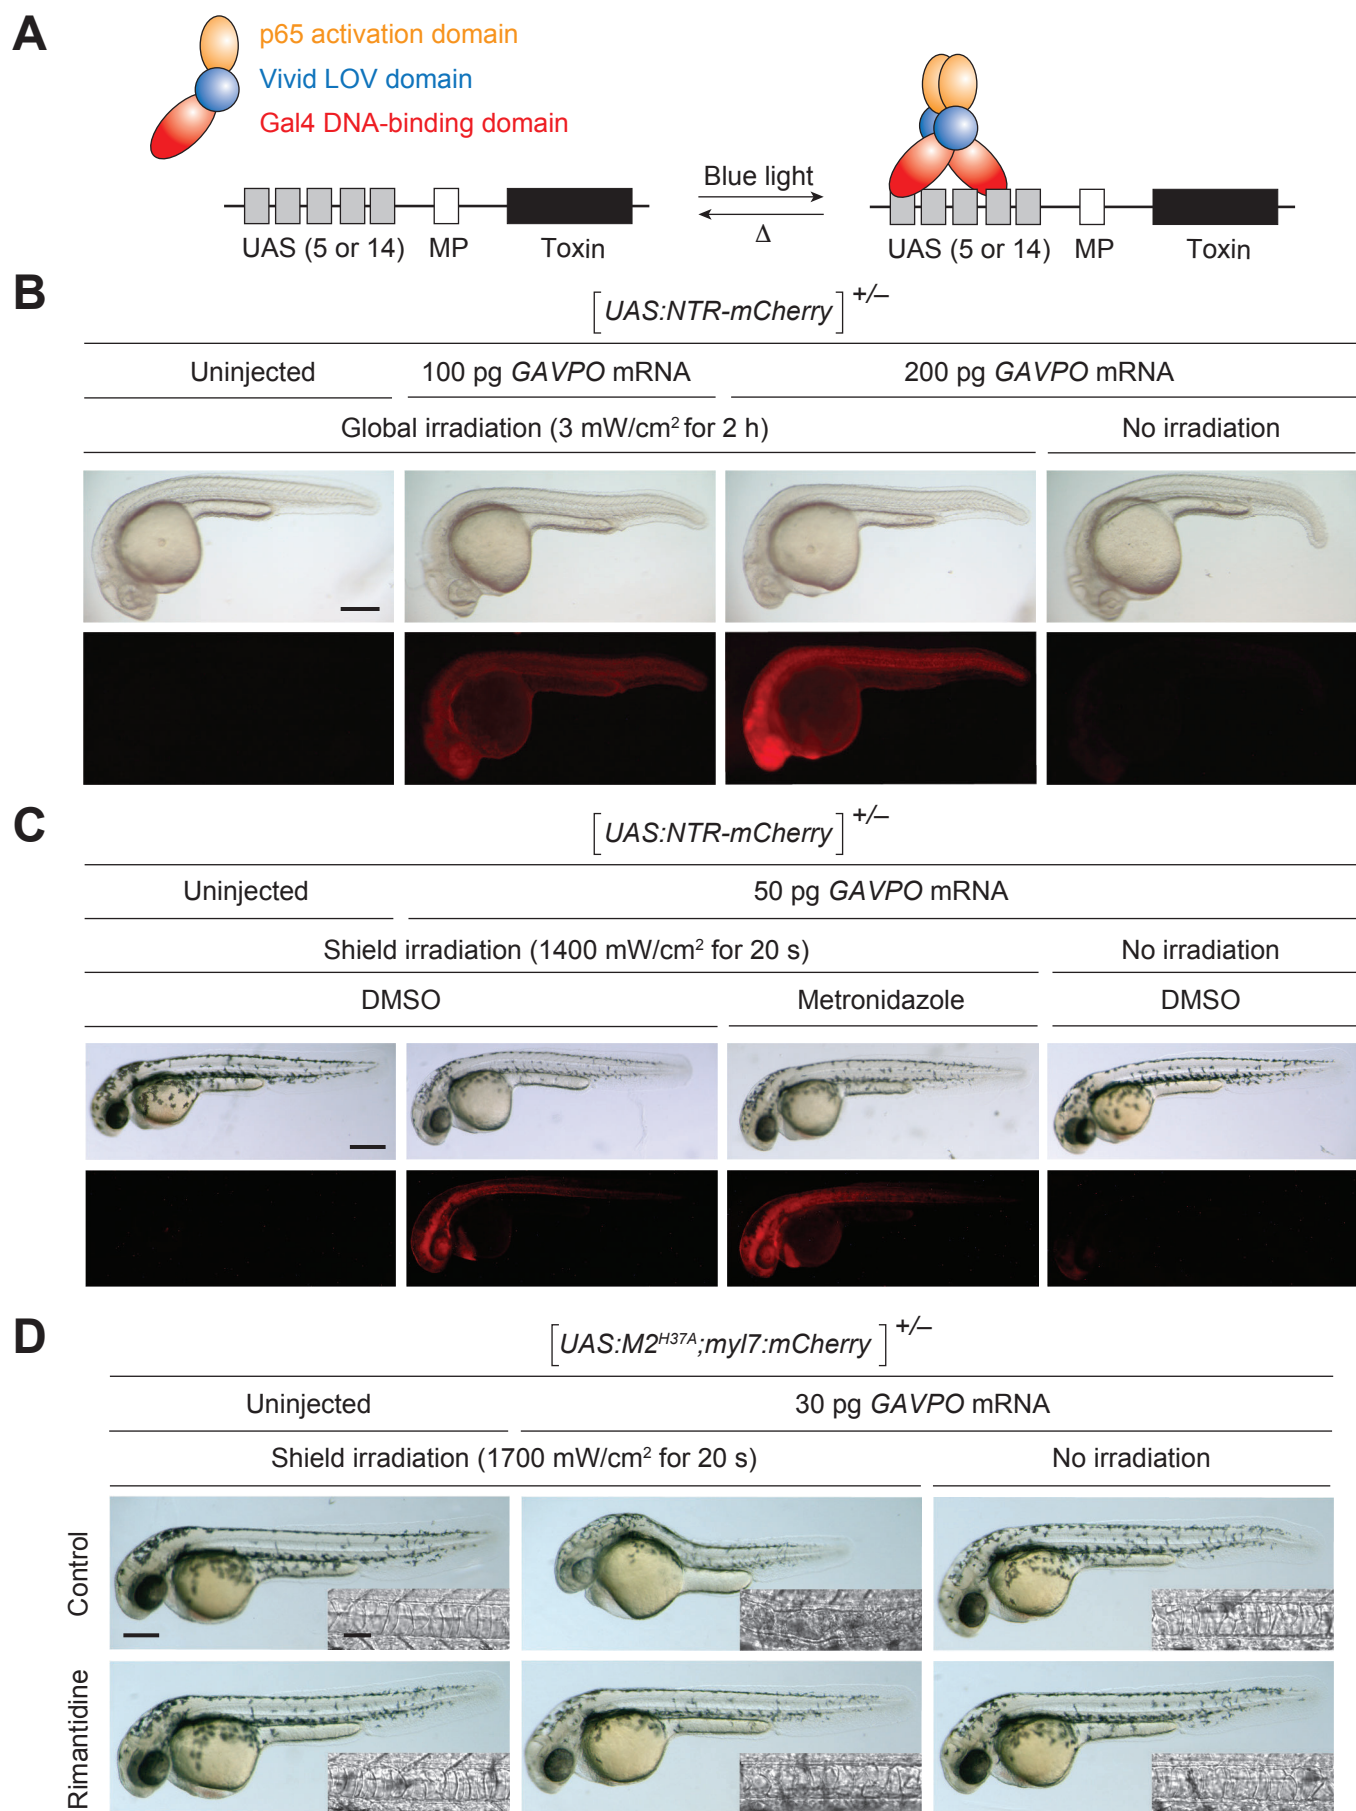 A
p65 activation domain
Vivid LOV domain
Gal4 DNA-binding domain
Blue light
Δ
UAS (5 or 14) MP Toxin
UAS (5 or 14) MP Toxin
B
[UAS:NTR-mCherry]+/–
Uninjected
100 pg GAVPO mRNA
200 pg GAVPO mRNA
Global irradiation (3 mW/cm² for 2 h)
No irradiation
C
[UAS:NTR-mCherry]+/–
Uninjected
50 pg GAVPO mRNA
Shield irradiation (1400 mW/cm² for 20 s)
No irradiation
DMSO
Metronidazole
DMSO
D
[UAS:M2H37A;myl7:mCherry]+/–
Uninjected
30 pg GAVPO mRNA
Shield irradiation (1700 mW/cm² for 20 s)
No irradiation
Control
Rimantidine